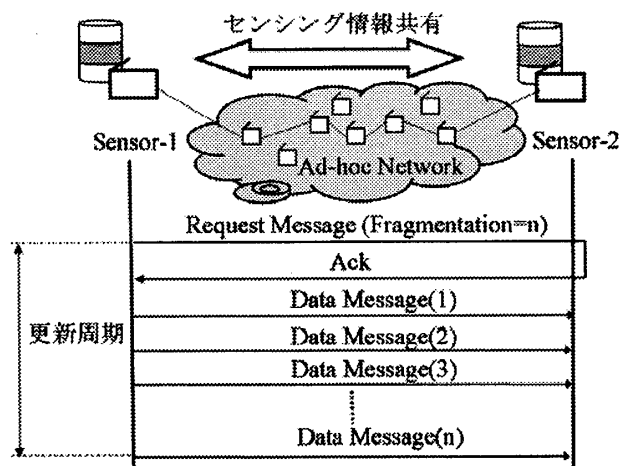 センシング情報共有
Sensor-1
Sensor-2
Ad-hoc Network
Request Message (Fragmentation=n)
Ack
Data Message(1)
更新周期
Data Message(2)
Data Message(3)
Data Message(n)